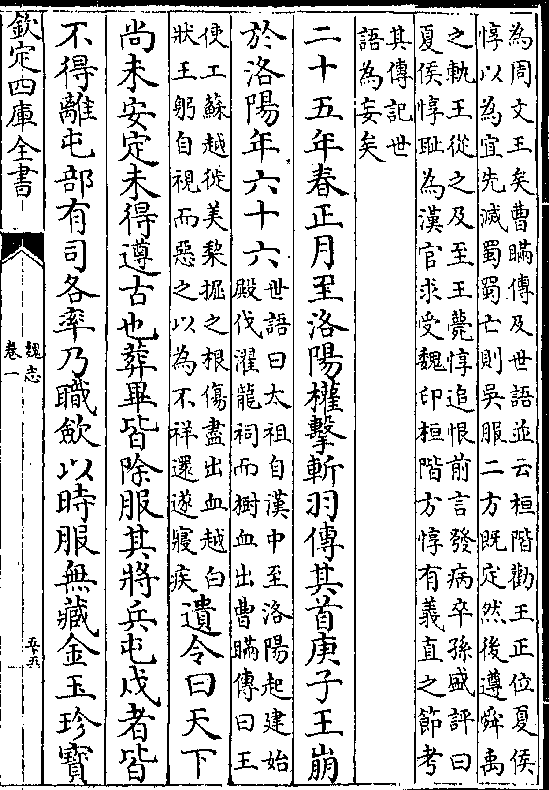 為周文王矣曹瞞傳及世語並云桓階勸王正位夏侯
惇以為宜先滅蜀蜀亡則吳服二方既定然後遵舜禹
之軌王從之及至王薨惇追恨前言發病卒孫盛評曰
夏侯惇恥為漢官求受魏印桓階方惇有義直之節考
其傳記世
語為妄矣
二十五年春正月至洛陽權擊斬羽傳其首庚子王崩
於洛陽年六十六
世語曰太祖自漢中至洛陽起建始
殿伐濯龍祠而樹血出曹瞞傳曰王
使工蘇越徙美梨掘之根傷盡出血越白
狀王躬自視而惡之以為不祥還遂寢疾
遺令曰天下
尚未安定未得遵古也葬畢皆除服其將兵屯戍者皆
不得離屯部有司各率乃職歛以時服無藏金玉珍寶
欽定四庫全書
魏志
卷一